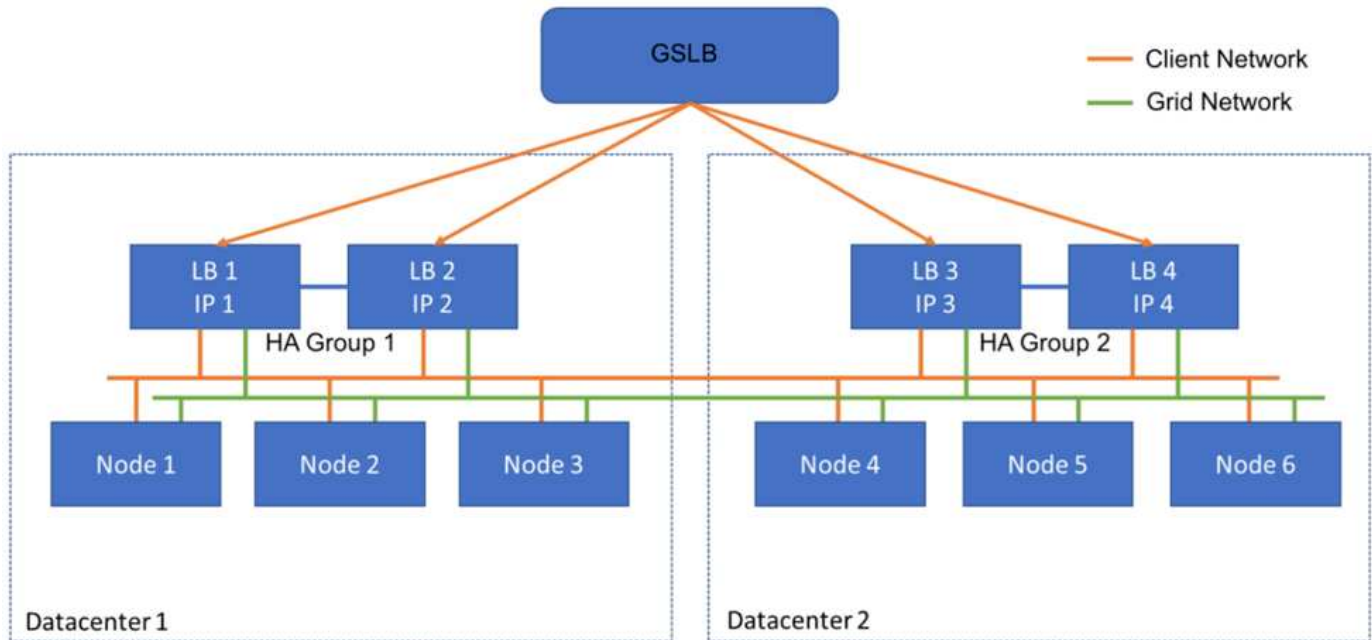 GSLB
Client Network
Grid Network
LB 1
IP 1
LB 2
IP 2
LB 3
IP 3
LB 4
IP 4
HA Group 1
HA Group 2
Node 1
Node 2
Node 3
Node 4
Node 5
Node 6
Datacenter 1
Datacenter 2